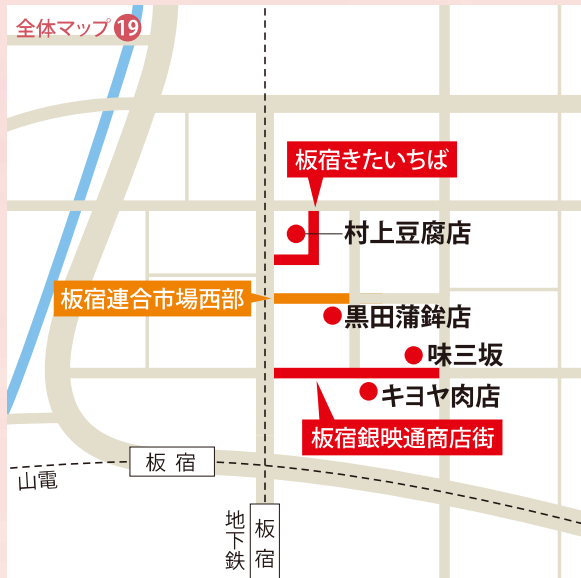 全体マップ 19
板宿きたいちば
村上豆腐店
板宿連合市場西部
黒田蒲鉾店
味三坂
キヨヤ肉店
板宿銀映通商店街
板宿
山電
地下鉄
板宿